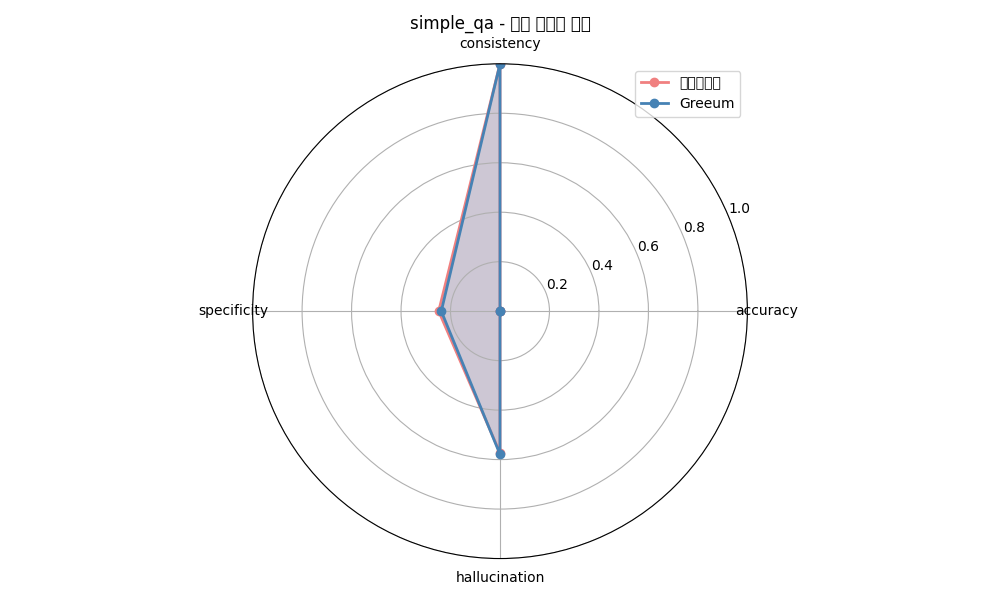 simple_qa -
consistency
Greeum
1.0
0.8
0.6
0.4
0.2
specificity
accuracy
hallucination